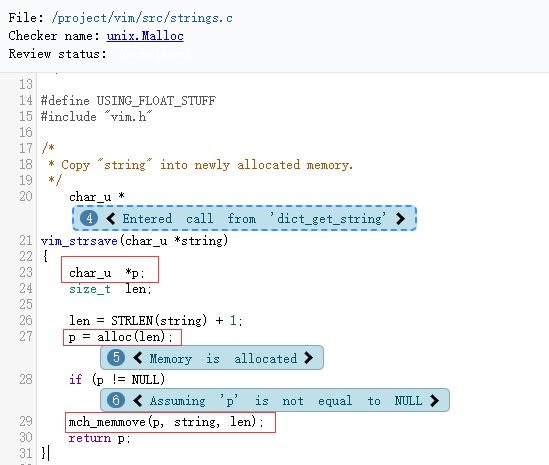 File: /project/vim/src/strings.c
Checker name: unix.Malloc
Review status:
13
14 #define USING_FLOAT_STUFF
15 #include "vim.h"
16
17 /*
18 * Copy "string" into newly allocated memory.
19 */
20 char_u *
4 Entered call from 'dict_get_string'
21 vim_strsave(char_u *string)
22 {
23 char_u *p;
24 size_t len;
25
26 len = STRLEN(string) + 1;
27 p = alloc(len);
5 Memory is allocated
28 if (p != NULL)
6 Assuming 'p' is not equal to NULL
29 mch_memmove(p, string, len);
30 return p;
31 }